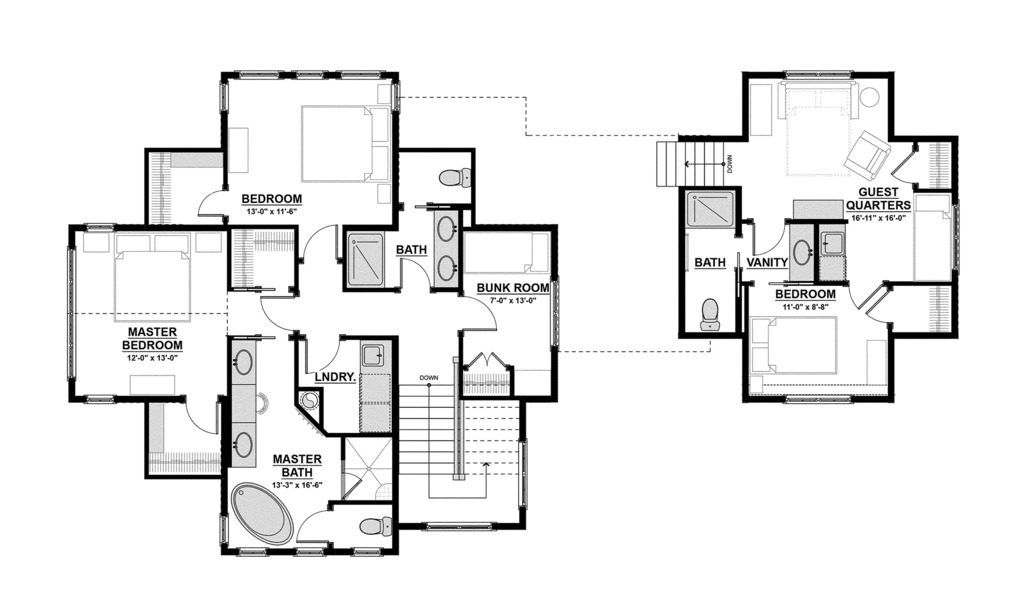 BEDROOM
13'-0" x 11'-6"
BATH
BUNK ROOM
7'-0" x 13'-0"
MASTER
BEDROOM
12'-0" x 13'-0"
LNDRY.
DOWN
MASTER
BATH
13'-3" x 16'-6"
DOWN
GUEST
QUARTERS
16'-11" x 16'-0"
BATH
VANITY
BEDROOM
11'-0" x 8'-8"